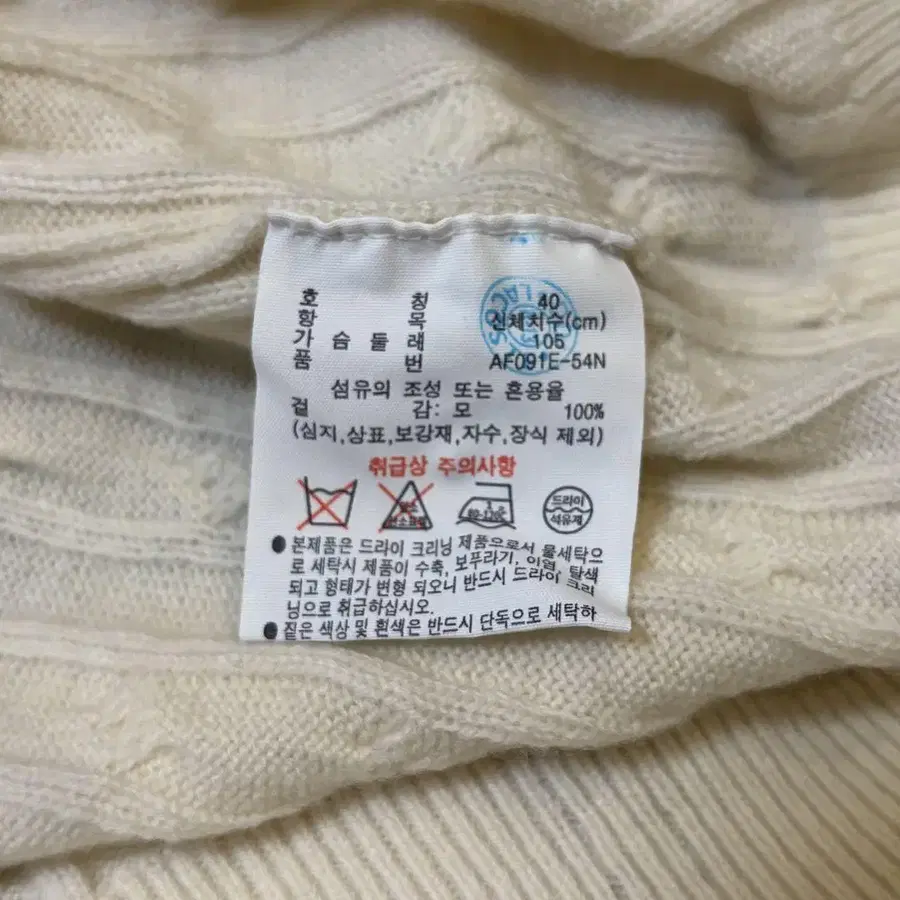 호 칭 40
항 목 신체치수(cm)
가 슴 둘 레 105
품 번 AF091E-54N
섬유의 조성 또는 혼용율
겉 감: 모 100%
(심지,상표,보강재,자수,장식 제외)
취급상 주의사항
80-120℃
드라이
석유계
● 본제품은 드라이 크리닝 제품으로서 물세탁으
로 세탁시 제품이 수축, 보푸라기, 이염, 탈색
되고 형태가 변형 되오니 반드시 드라이 크리
닝으로 취급하십시오.
● 짙은 색상 및 흰색은 반드시 단독으로 세탁하